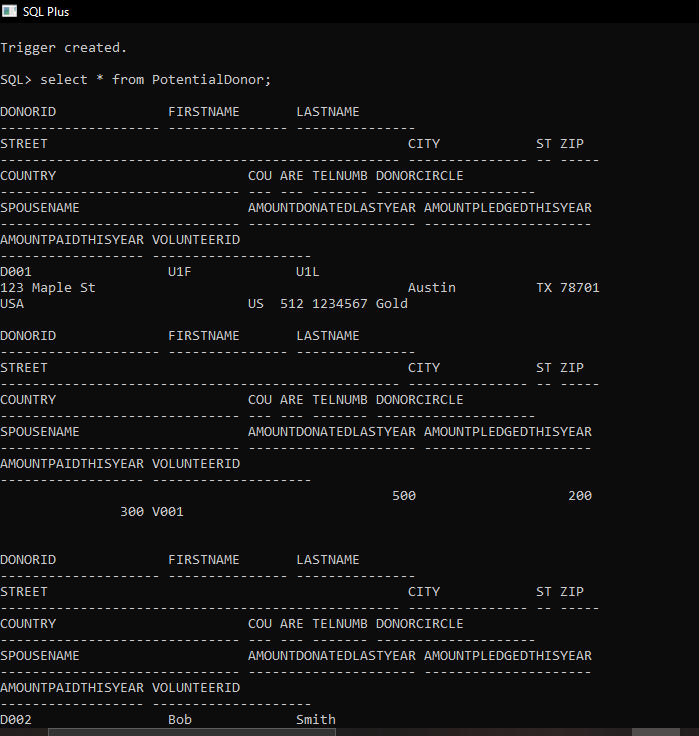 SQL Plus
Trigger created.
SQL> select * from PotentialDonor;
DONORID              FIRSTNAME       LASTNAME
-------------------- --------------- ---------------
STREET                                             CITY            ST ZIP
-------------------------------------------------- --------------- -- -----
COUNTRY                        COU ARE TELNUMB DONORCIRCLE
------------------------------ --- --- ------- --------------------
SPOUSENAME                     AMOUNTDONATEDLASTYEAR AMOUNTPLEDGEDTHISYEAR
------------------------------ --------------------- ---------------------
AMOUNTPAIDTHISYEAR VOLUNTEERID
------------------ --------------------
D001                 U1F             U1L
123 Maple St                                       Austin          TX 78701
USA                            US  512 1234567 Gold
DONORID              FIRSTNAME       LASTNAME
-------------------- --------------- ---------------
STREET                                             CITY            ST ZIP
-------------------------------------------------- --------------- -- -----
COUNTRY                        COU ARE TELNUMB DONORCIRCLE
------------------------------ --- --- ------- --------------------
SPOUSENAME                     AMOUNTDONATEDLASTYEAR AMOUNTPLEDGEDTHISYEAR
------------------------------ --------------------- ---------------------
AMOUNTPAIDTHISYEAR VOLUNTEERID
------------------ --------------------
                                                 500                   200
               300 V001
DONORID              FIRSTNAME       LASTNAME
-------------------- --------------- ---------------
STREET                                             CITY            ST ZIP
-------------------------------------------------- --------------- -- -----
COUNTRY                        COU ARE TELNUMB DONORCIRCLE
------------------------------ --- --- ------- --------------------
SPOUSENAME                     AMOUNTDONATEDLASTYEAR AMOUNTPLEDGEDTHISYEAR
------------------------------ --------------------- ---------------------
AMOUNTPAIDTHISYEAR VOLUNTEERID
------------------ --------------------
D002                 Bob             Smith